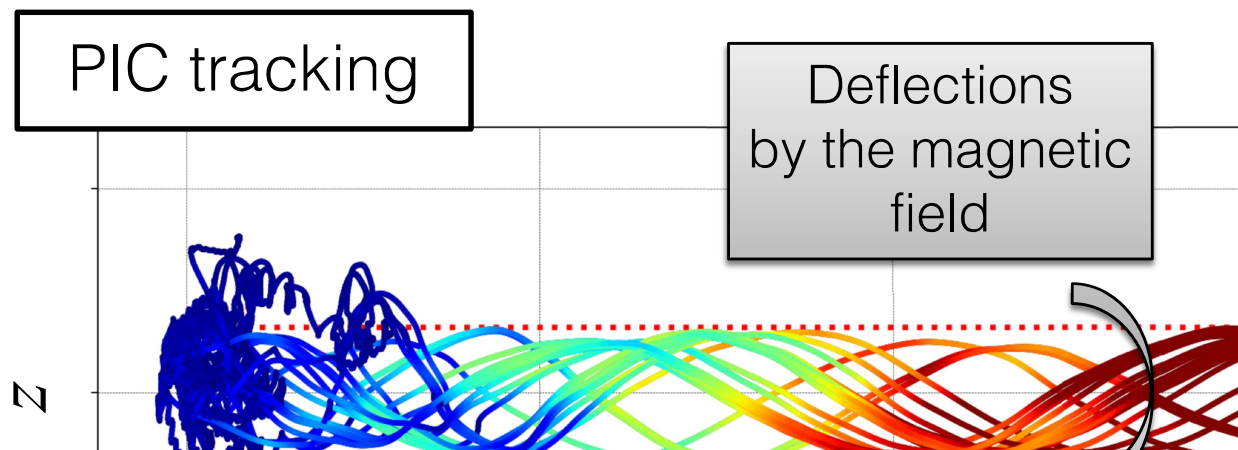 PIC tracking
Deflections
by the magnetic
field
z